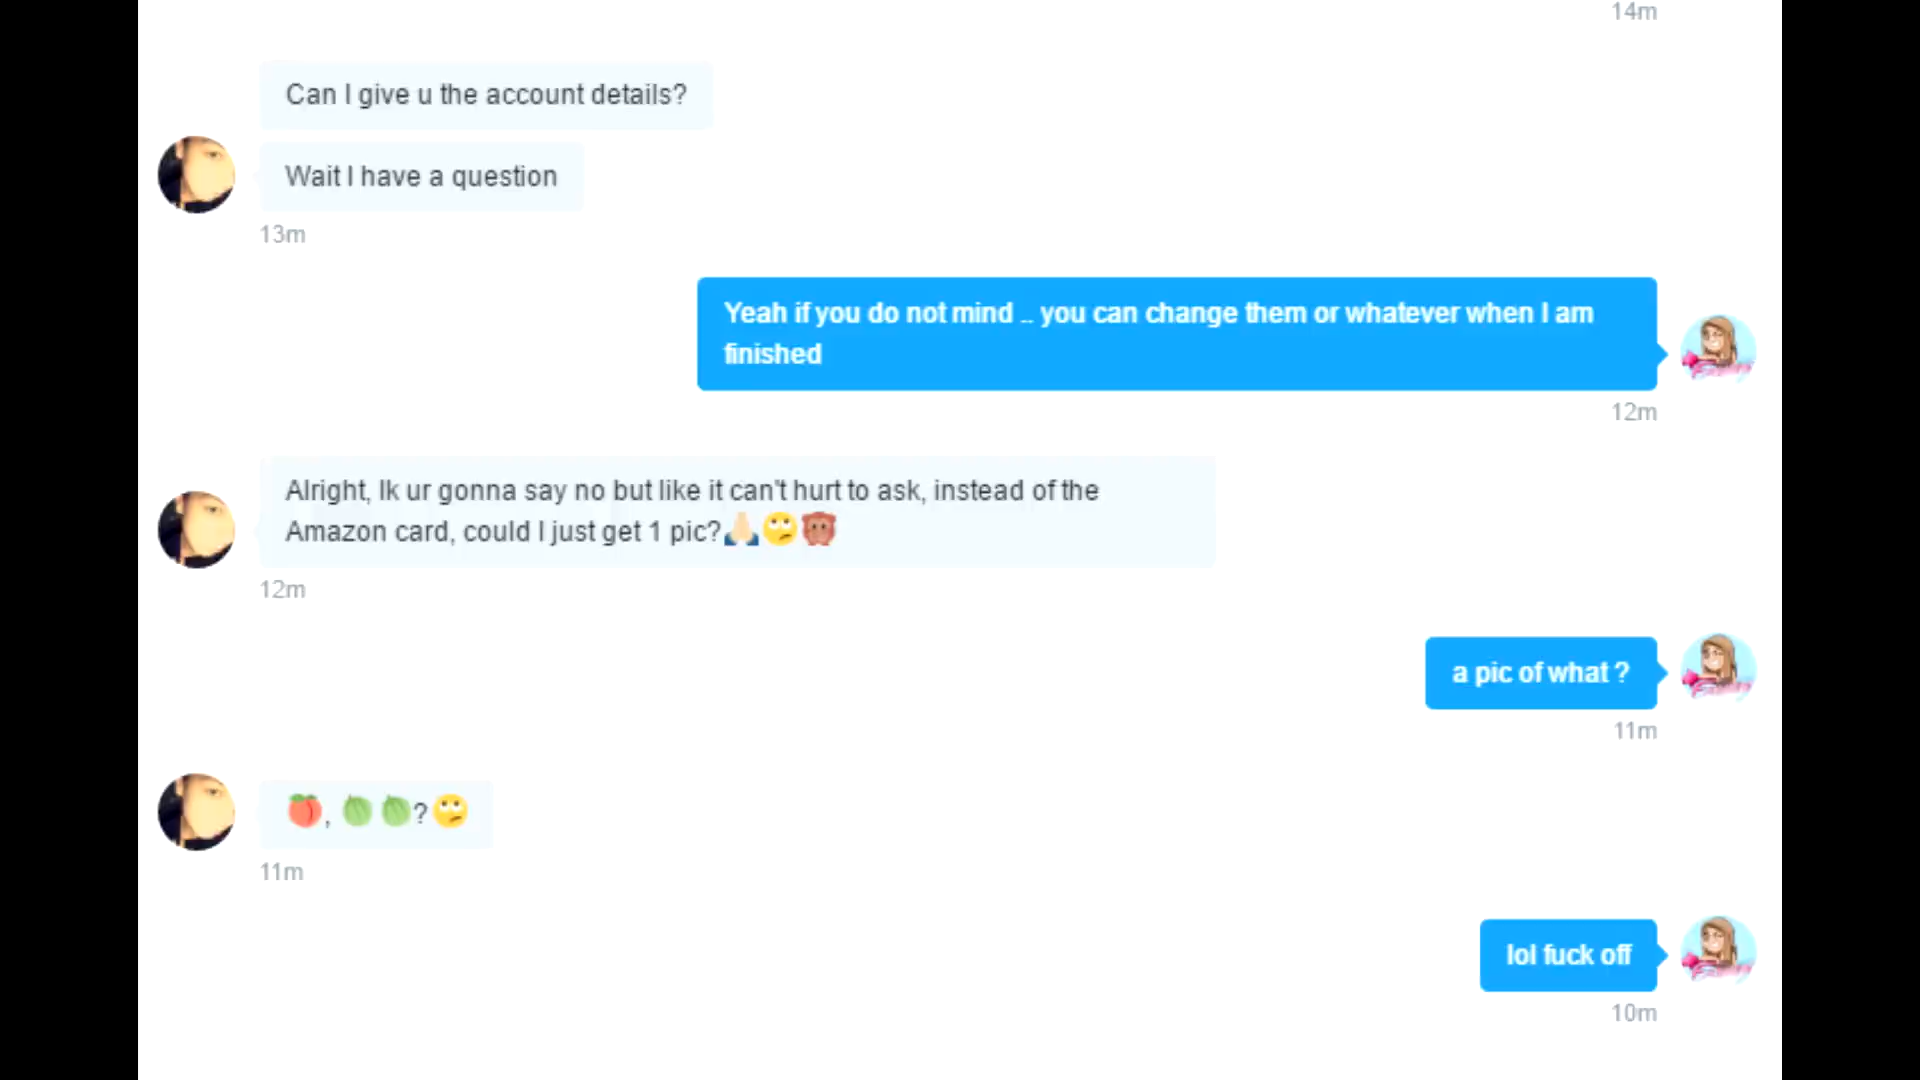 14m
Can I give u the account details?
Wait I have a question
13m
Yeah if you do not mind .. you can change them or whatever when I am
finished
12m
Alright, Ik ur gonna say no but like it can't hurt to ask, instead of the
Amazon card, could I just get 1 pic?🙏🏻🙄🙊
12m
a pic of what ?
11m
🍑, 🍈🍈?🙄
11m
lol fuck off
10m